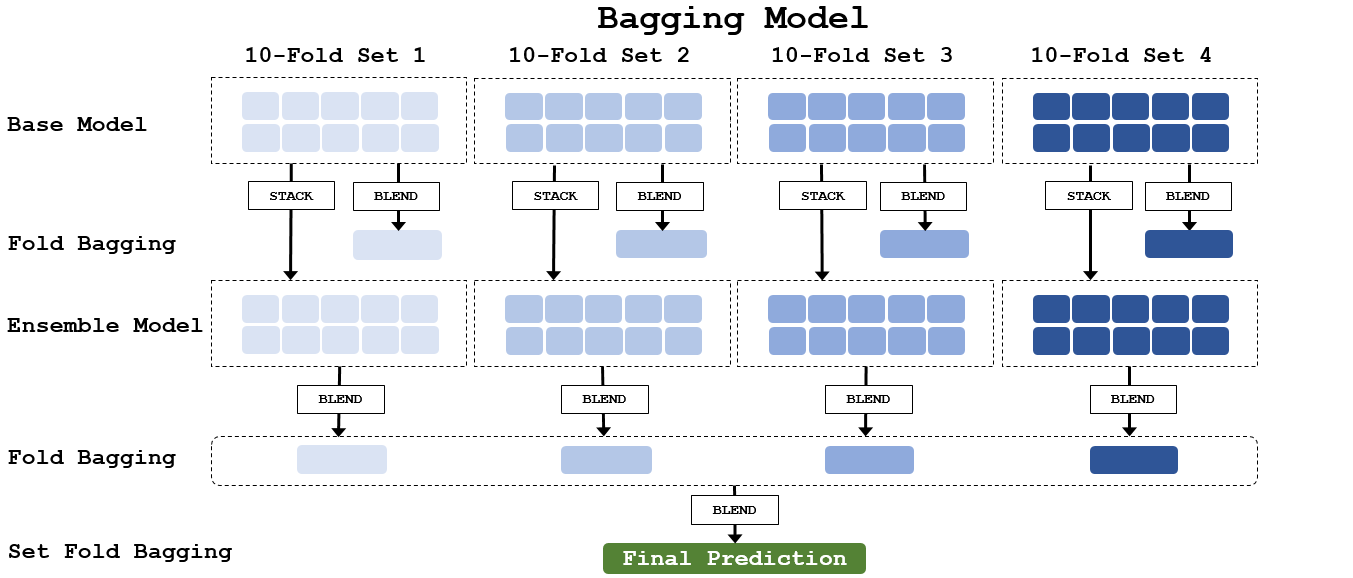 Bagging Model
10-Fold Set 1 10-Fold Set 2 10-Fold Set 3 10-Fold Set 4
Base Model
STACK BLEND STACK BLEND STACK BLEND STACK BLEND
Fold Bagging
Ensemble Model
BLEND BLEND BLEND BLEND
Fold Bagging
BLEND
Set Fold Bagging Final Prediction